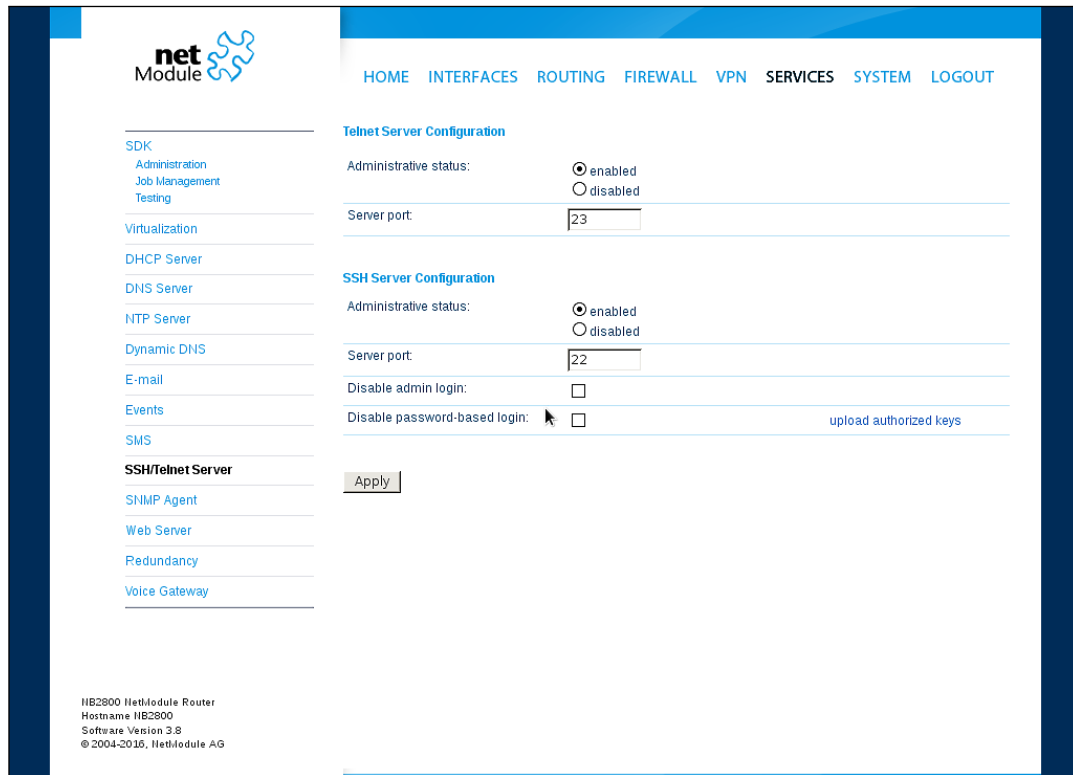 net
Module
HOME INTERFACES ROUTING FIREWALL VPN SERVICES SYSTEM LOGOUT
SDK
Administration
Job Management
Testing
Virtualization
DHCP Server
DNS Server
NTP Server
Dynamic DNS
E-mail
Events
SMS
SSH/Telnet Server
SNMP Agent
Web Server
Redundancy
Voice Gateway
Telnet Server Configuration
Administrative status:
enabled
disabled
Server port: 23
SSH Server Configuration
Administrative status:
enabled
disabled
Server port: 22
Disable admin login:
Disable password-based login: upload authorized keys
Apply
NB2800 NetModule Router
Hostname NB2800
Software Version 3.8
© 2004-2016, NetModule AG